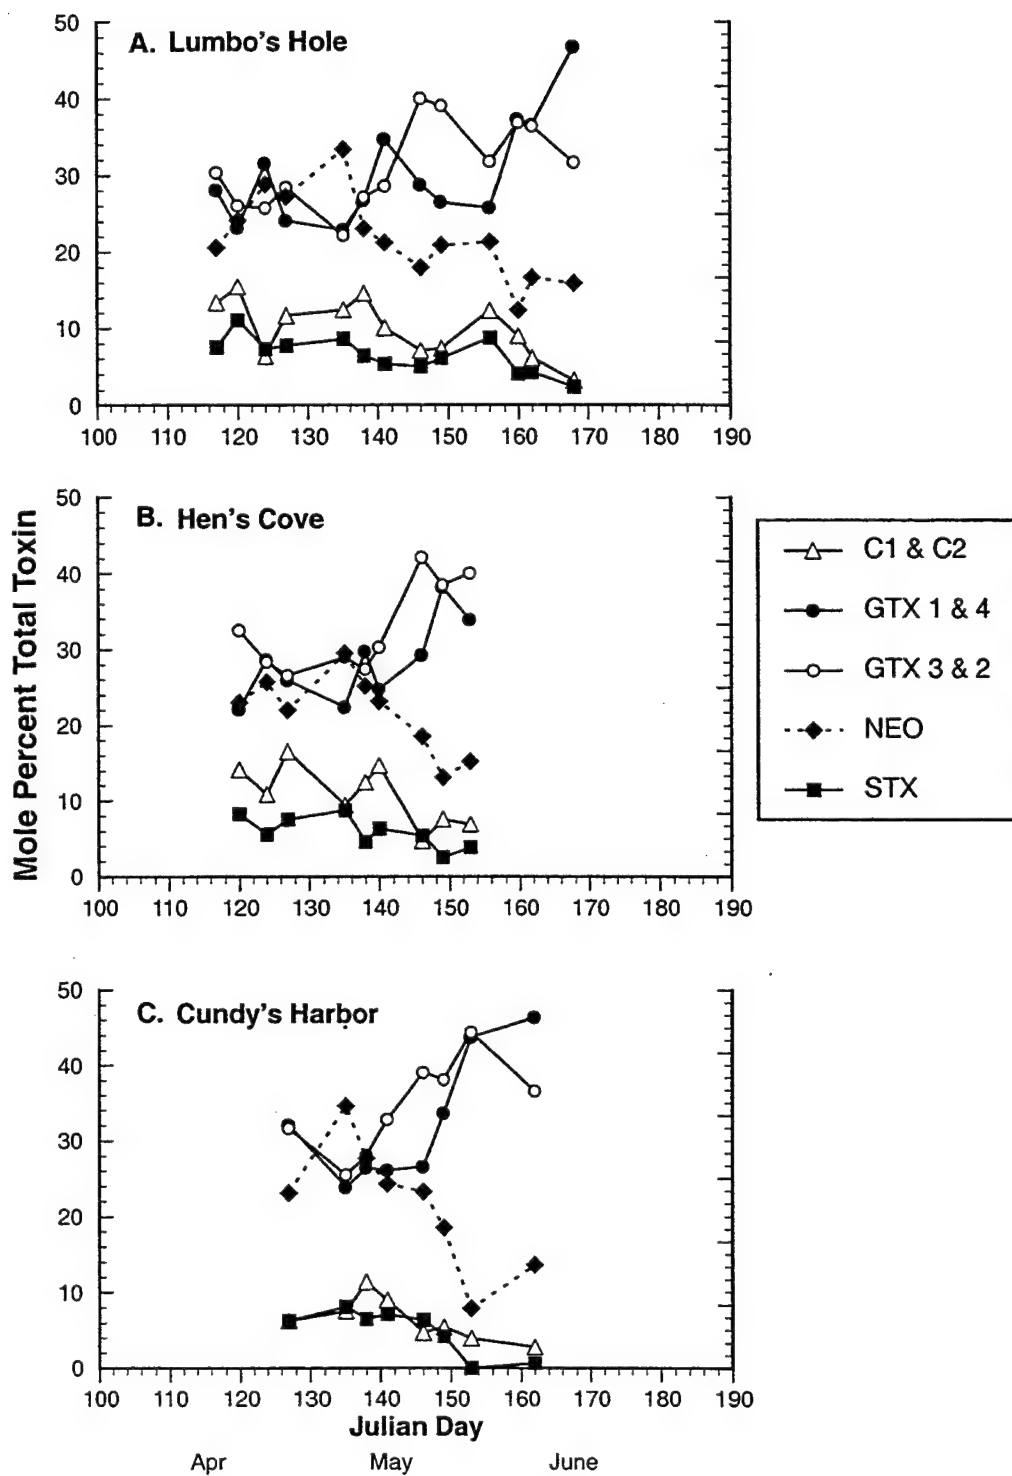 A. Lumbo's Hole
50
40
30
20
10
0
100 110 120 130 140 150 160 170 180 190
B. Hen's Cove
50
40
30
20
10
0
100 110 120 130 140 150 160 170 180 190
C. Cundy's Harbor
50
40
30
20
10
0
100 110 120 130 140 150 160 170 180 190
Julian Day
Apr May June
Mole Percent Total Toxin
C1 & C2
GTX 1 & 4
GTX 3 & 2
NEO
STX